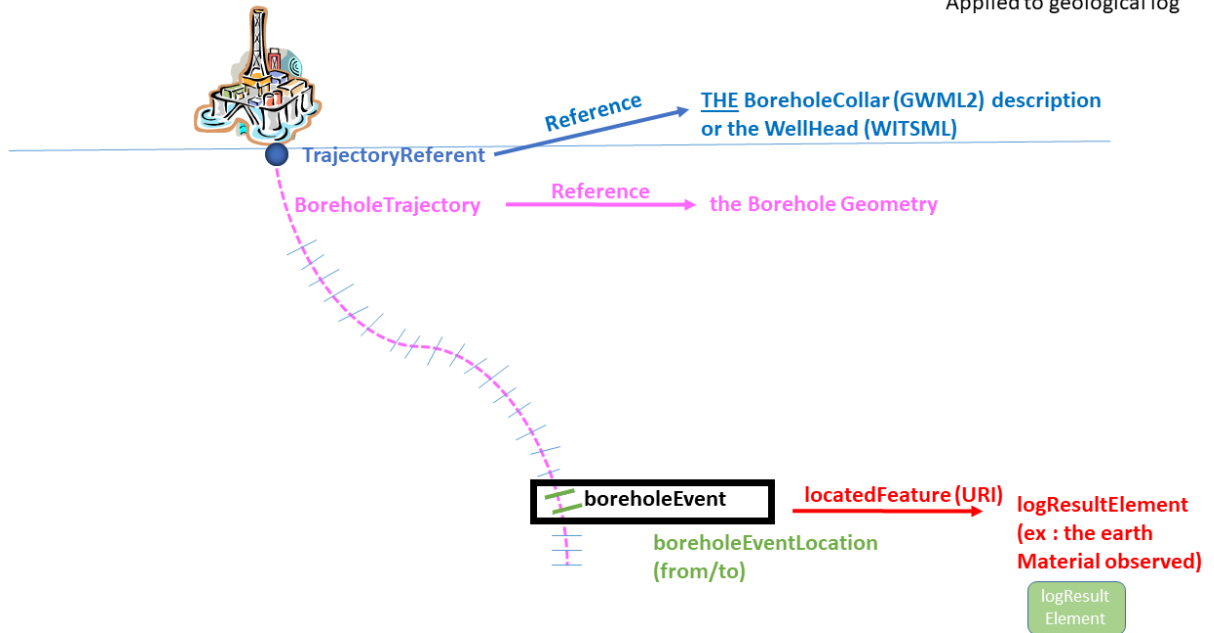 Applied to geological log
Reference
THE BoreholeCollar (GWML2) description
or the WellHead (WITSML)
TrajectoryReferent
BoreholeTrajectory
Reference
the Borehole Geometry
boreholeEvent
locatedFeature (URI)
logResultElement
(ex : the earth
Material observed)
boreholeEventLocation
(from/to)
logResult
Element